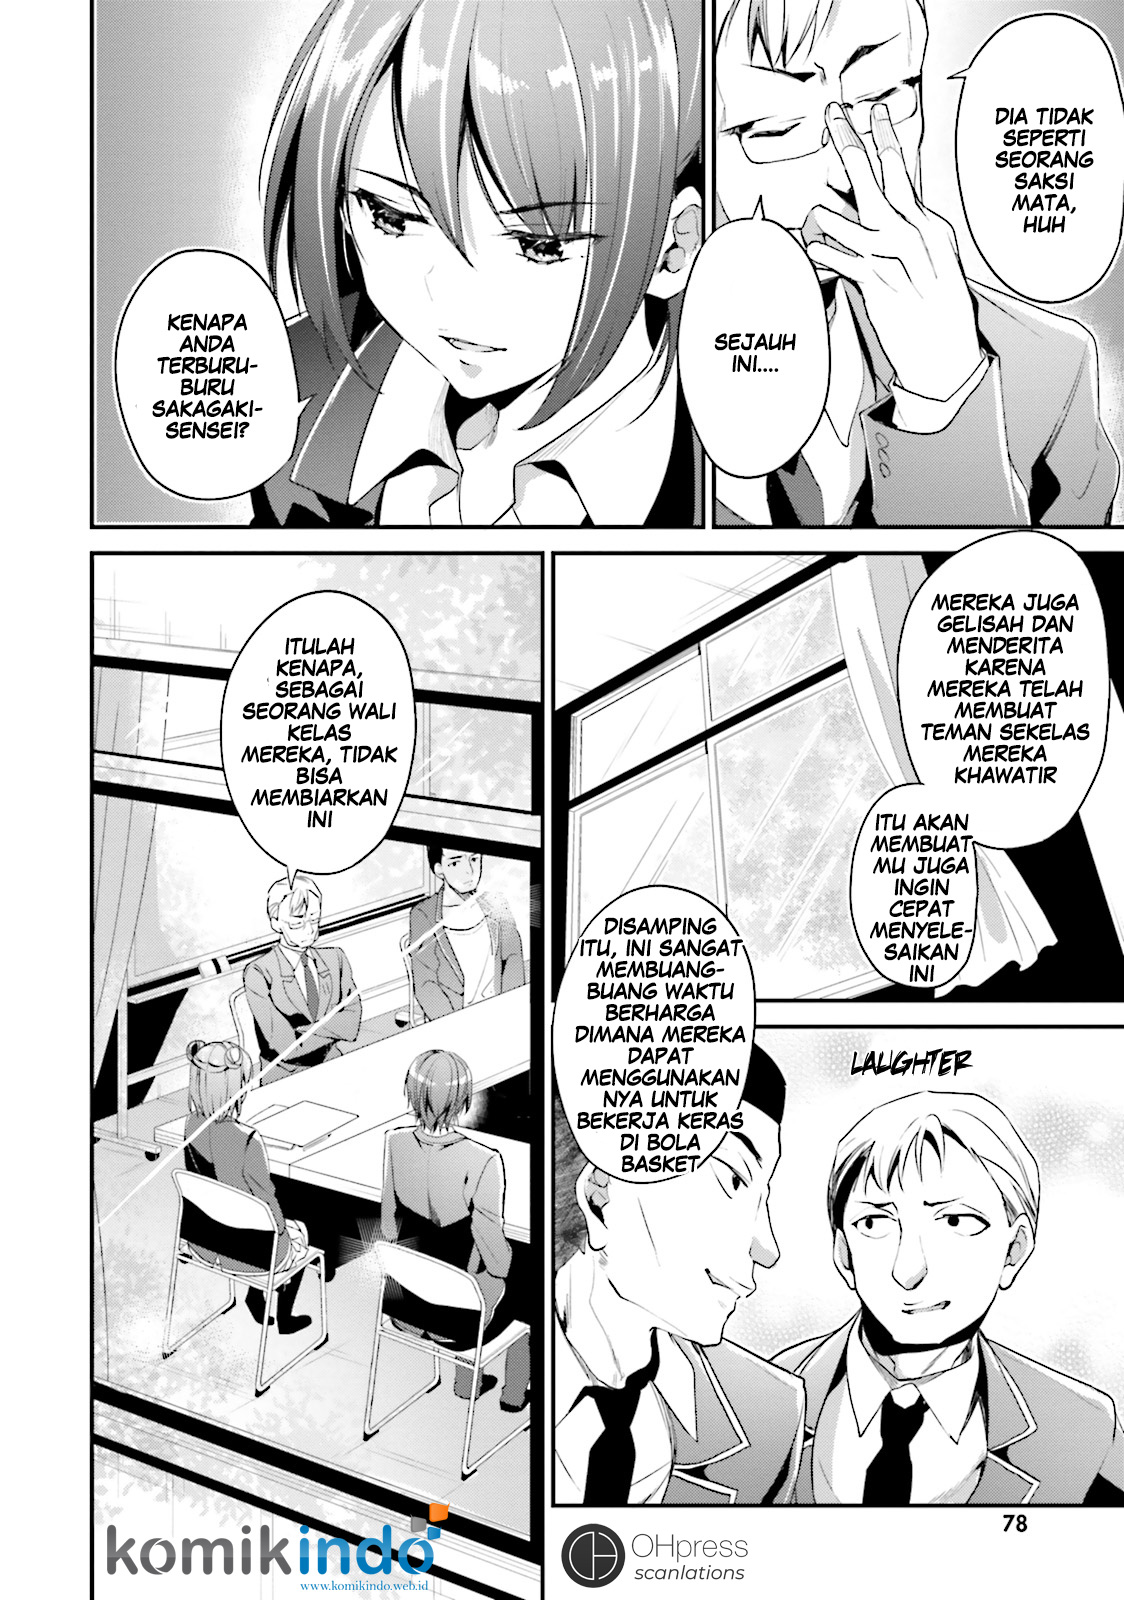 DIA TIDAK
SEPERTI
SEORANG
SAKSI
MATA,
HUH
SEJAUH
INI....
KENAPA
ANDA
TERBURU-
BURU
SAKAGAKI-
SENSEI?
MEREKA JUGA
GELISAH DAN
MENDERITA
KARENA
MEREKA TELAH
MEMBUAT
TEMAN SEKELAS
MEREKA
KHAWATIR
ITU AKAN
MEMBUAT
MU JUGA
INGIN
CEPAT
MENYELE-
SAIKAN
INI
DISAMPING
ITU, INI SANGAT
MEMBUANG-
BUANG WAKTU
BERHARGA
DIMANA MEREKA
DAPAT
MENGGUNAKAN
NYA UNTUK
BEKERJA KERAS
DI BOLA
BASKET
LAUGHTER
ITULAH
KENAPA,
SEBAGAI
SEORANG WALI
KELAS
MEREKA, TIDAK
BISA
MEMBIARKAN
INI
78
komikindo
www.komikindo.web.id
OHpress
scanlations